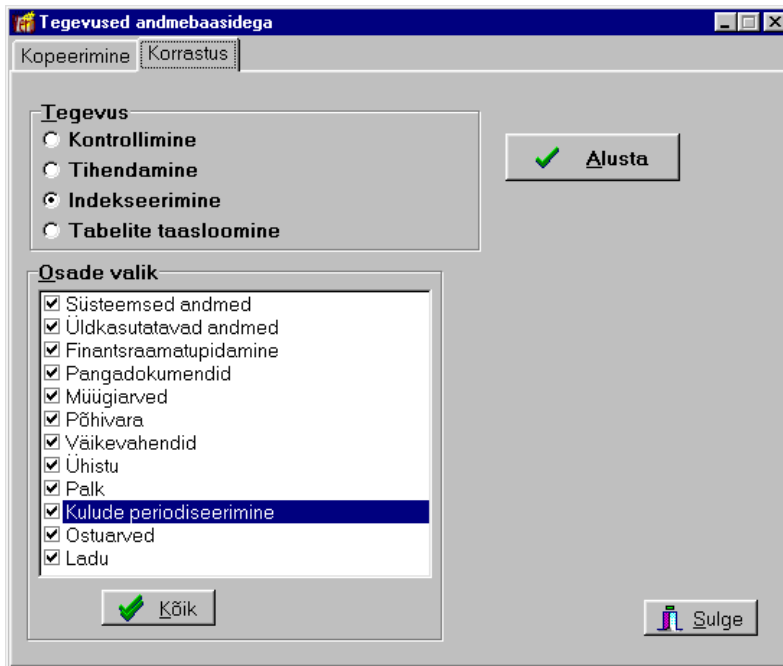 Tegevused andmebaasidega
Kopeerimine Korrastus
Tegevus
Kontrollimine
Tihendamine
Indekseerimine
Tabelite taasloomine
Alusta
Osade valik
Süsteemsed andmed
Üldkasutatavad andmed
Finantsraamatupidamine
Pangadokumendid
Müügiarved
Põhivara
Väikevahendid
Ühistu
Palk
Kulude periodiseerimine
Ostuarved
Ladu
Kõik
Sulge